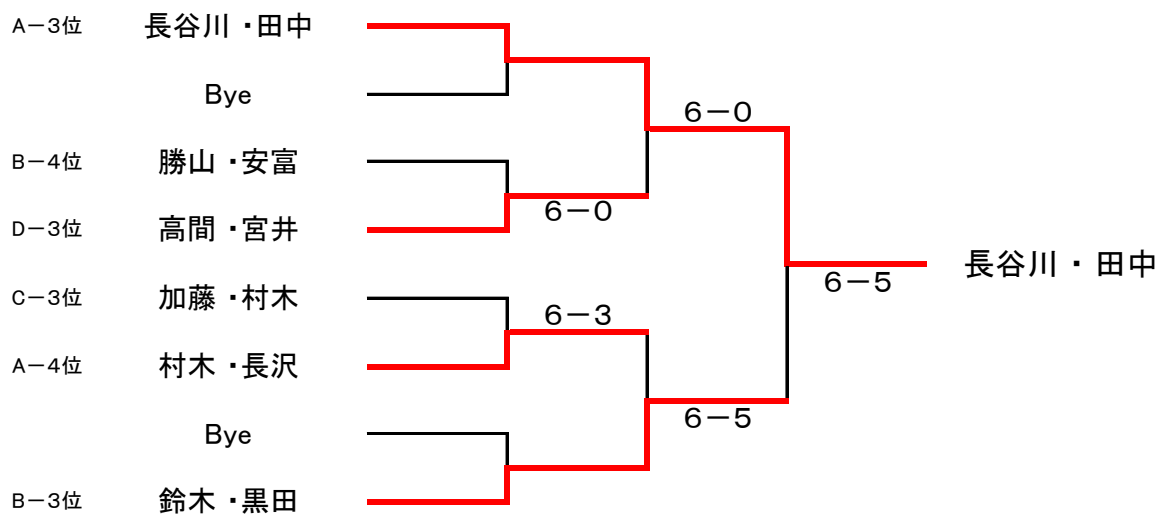 A－3位 長谷川・田中
6－0
Bye
B－4位 勝山・安富
6－0
D－3位 高間・宮井
長谷川・田中
6－5
C－3位 加藤・村木
6－3
A－4位 村木・長沢
6－5
Bye
B－3位 鈴木・黒田